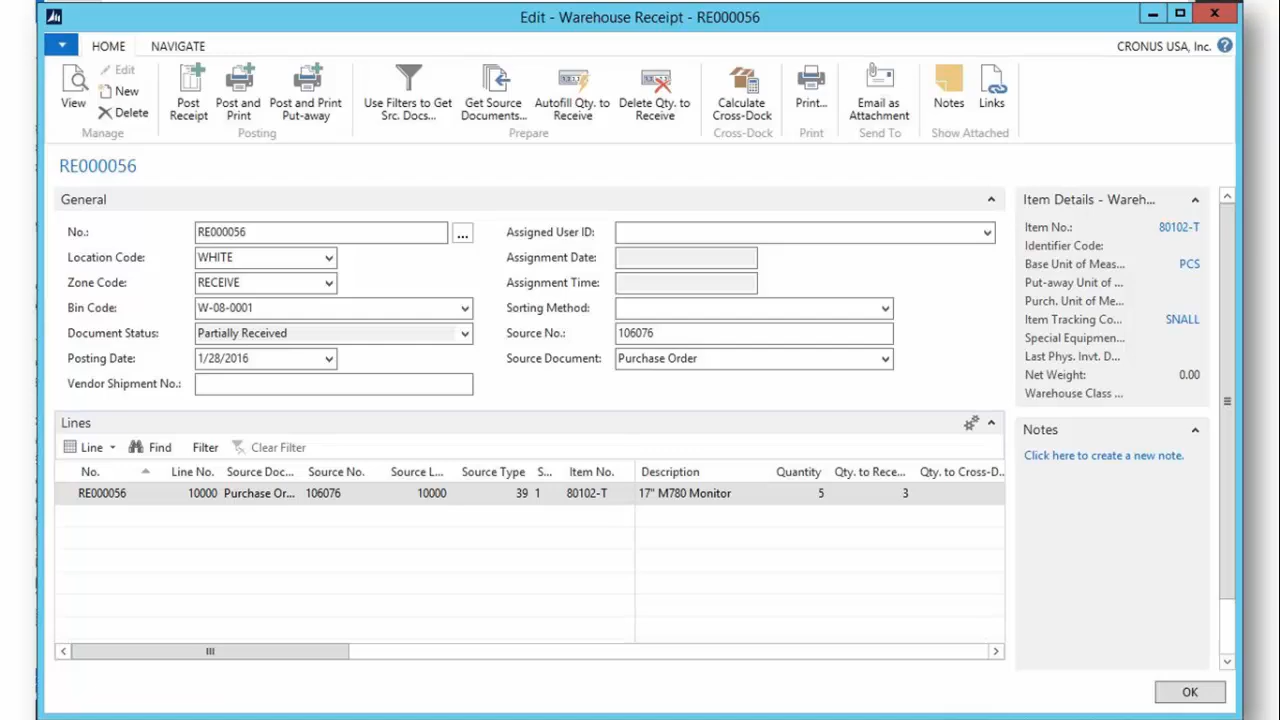 Edit - Warehouse Receipt - RE000056
HOME NAVIGATE CRONUS USA, Inc.
View Edit New Delete
Manage
Post Receipt Post and Print Post and Print Put-away
Posting
Use Filters to Get Src. Docs... Get Source Documents... Autofill Qty. to Receive Delete Qty. to Receive
Prepare
Calculate Cross-Dock
Cross-Dock
Print...
Print
Email as Attachment
Send To
Notes Links
Show Attached
RE000056
General
No.: RE000056 ...
Location Code: WHITE
Zone Code: RECEIVE
Bin Code: W-08-0001
Document Status: Partially Received
Posting Date: 1/28/2016
Vendor Shipment No.:
Assigned User ID:
Assignment Date:
Assignment Time:
Sorting Method:
Source No.: 106076
Source Document: Purchase Order
Lines
Line Find Filter Clear Filter
No. Line No. Source Doc... Source No. Source L... Source Type S... Item No. Description Quantity Qty. to Rece... Qty. to Cross-D...
RE000056 10000 Purchase Or... 106076 10000 39 1 80102-T 17" M780 Monitor 5 3
Item Details - Wareh...
Item No.: 80102-T
Identifier Code:
Base Unit of Meas... PCS
Put-away Unit of ...
Purch. Unit of Me...
Item Tracking Co... SNALL
Special Equipmen...
Last Phys. Invt. D...
Net Weight: 0.00
Warehouse Class ...
Notes
Click here to create a new note.
OK